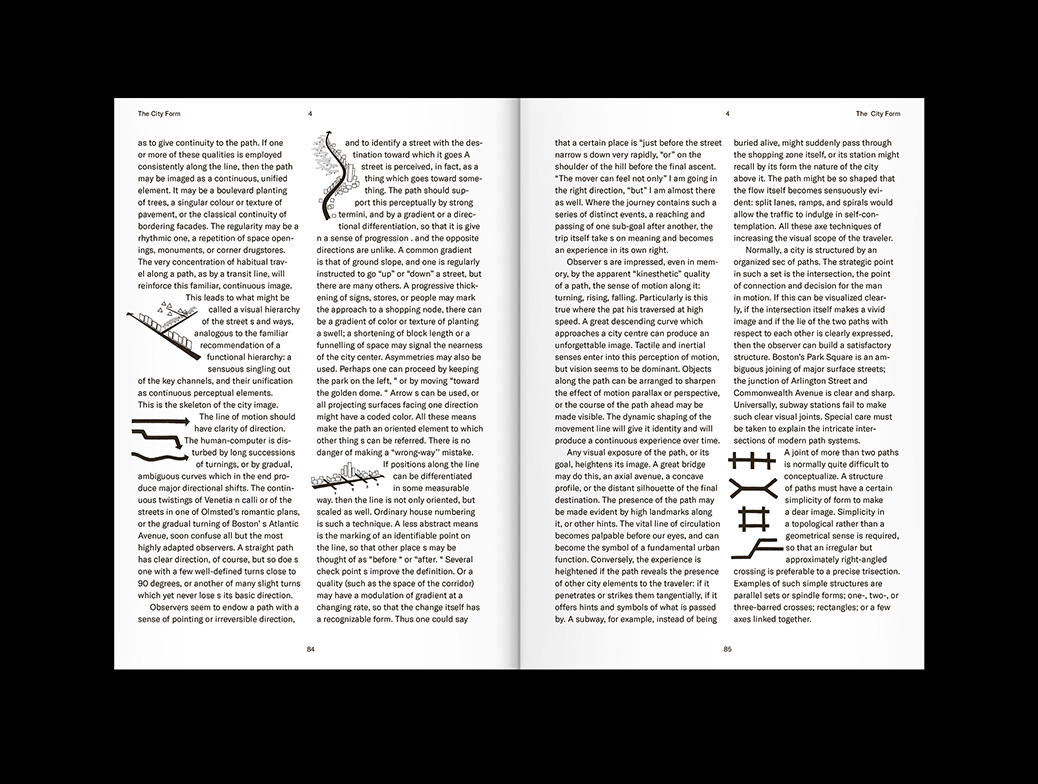 The City Form
4
as to give continuity to the path. If one
or more of these qualities is employed
consistently along the line, then the path
may be imaged as a continuous, unified
element. It may be a boulevard planting
of trees, a singular colour or texture of
pavement, or the classical continuity of
bordering facades. The regularity may be a
rhythmic one, a repetition of space open-
ings, monuments, or corner drugstores.
The very concentration of habitual trav-
el along a path, as by a transit line, will
reinforce this familiar, continuous image.
This leads to what might be
called a visual hierarchy
of the street s and ways,
analogous to the familiar
recommendation of a
functional hierarchy: a
sensuous singling out
of the key channels, and their unification
as continuous perceptual elements.
This is the skeleton of the city image.
The line of motion should
have clarity of direction.
The human-computer is dis-
turbed by long successions
of turnings, or by gradual,
ambiguous curves which in the end pro-
duce major directional shifts. The contin-
uous twistings of Venetia n calli or of the
streets in one of Olmsted's romantic plans,
or the gradual turning of Boston' s Atlantic
Avenue, soon confuse all but the most
highly adapted observers. A straight path
has clear direction, of course, but so doe s
one with a few well-defined turns close to
90 degrees, or another of many slight turns
which yet never lose s its basic direction.
Observers seem to endow a path with a
sense of pointing or irreversible direction,
and to identify a street with the des-
tination toward which it goes A
street is perceived, in fact, as a
thing which goes toward some-
thing. The path should sup-
port this perceptually by strong
termini, and by a gradient or a direc-
tional differentiation, so that it is give
n a sense of progression . and the opposite
directions are unlike. A common gradient
is that of ground slope, and one is regularly
instructed to go “up” or “down” a street, but
there are many others. A progressive thick-
ening of signs, stores, or people may mark
the approach to a shopping node, there can
be a gradient of color or texture of planting
a swell; a shortening of block length or a
funnelling of space may signal the nearness
of the city center. Asymmetries may also be
used. Perhaps one can proceed by keeping
the park on the left, “ or by moving “toward
the golden dome. “ Arrow s can be used, or
all projecting surfaces facing one direction
might have a coded color. All these means
make the path an oriented element to which
other thing s can be referred. There is no
danger of making a “wrong-way’’ mistake.
If positions along the line
can be differentiated
in some measurable
way. then the line is not only oriented, but
scaled as well. Ordinary house numbering
is such a technique. A less abstract means
is the marking of an identifiable point on
the line, so that other place s may be
thought of as “before “ or “after. “ Several
check point s improve the definition. Or a
quality (such as the space of the corridor)
may have a modulation of gradient at a
changing rate, so that the change itself has
a recognizable form. Thus one could say
84
4
The City Form
that a certain place is “just before the street
narrow s down very rapidly, “or” on the
shoulder of the hill before the final ascent.
“The mover can feel not only” I am going in
the right direction, “but” I am almost there
as well. Where the journey contains such a
series of distinct events, a reaching and
passing of one sub-goal after another, the
trip itself take s on meaning and becomes
an experience in its own right.
Observer s are impressed, even in mem-
ory, by the apparent “kinesthetic” quality
of a path, the sense of motion along it:
turning, rising, falling. Particularly is this
true where the pat his traversed at high
speed. A great descending curve which
approaches a city centre can produce an
unforgettable image. Tactile and inertial
senses enter into this perception of motion,
but vision seems to be dominant. Objects
along the path can be arranged to sharpen
the effect of motion parallax or perspective,
or the course of the path ahead may be
made visible. The dynamic shaping of the
movement line will give it identity and will
produce a continuous experience over time.
Any visual exposure of the path, or its
goal, heightens its image. A great bridge
may do this, an axial avenue, a concave
profile, or the distant silhouette of the final
destination. The presence of the path may
be made evident by high landmarks along
it, or other hints. The vital line of circulation
becomes palpable before our eyes, and can
become the symbol of a fundamental urban
function. Conversely, the experience is
heightened if the path reveals the presence
of other city elements to the traveler: if it
penetrates or strikes them tangentially, if it
offers hints and symbols of what is passed
by. A subway, for example, instead of being
buried alive, might suddenly pass through
the shopping zone itself, or its station might
recall by its form the nature of the city
above it. The path might be so shaped that
the flow itself becomes sensuously evi-
dent: split lanes, ramps, and spirals would
allow the traffic to indulge in self-con-
templation. All these axe techniques of
increasing the visual scope of the traveler.
Normally, a city is structured by an
organized sec of paths. The strategic point
in such a set is the intersection, the point
of connection and decision for the man
in motion. If this can be visualized clear-
ly, if the intersection itself makes a vivid
image and if the lie of the two paths with
respect to each other is clearly expressed,
then the observer can build a satisfactory
structure. Boston's Park Square is an am-
biguous joining of major surface streets;
the junction of Arlington Street and
Commonwealth Avenue is clear and sharp.
Universally, subway stations fail to make
such clear visual joints. Special care must
be taken to explain the intricate inter-
sections of modern path systems.
A joint of more than two paths
is normally quite difficult to
conceptualize. A structure
of paths must have a certain
simplicity of form to make
a dear image. Simplicity in
a topological rather than a
geometrical sense is required,
so that an irregular but
approximately right-angled
crossing is preferable to a precise trisection.
Examples of such simple structures are
parallel sets or spindle forms; one-, two-, or
three-barred crosses; rectangles; or a few
axes linked together.
85